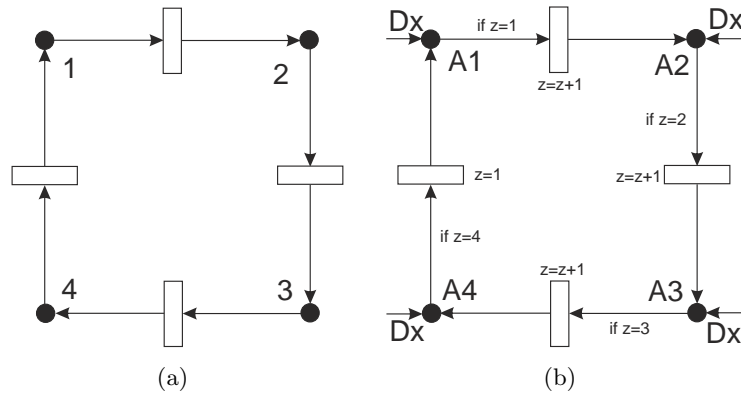 1
2
3
4
(a)
Dx
if z=1
Dx
A1
A2
z=z+1
if z=2
z=1
z=z+1
if z=4
z=z+1
A4
A3
Dx
if z=3
Dx
(b)